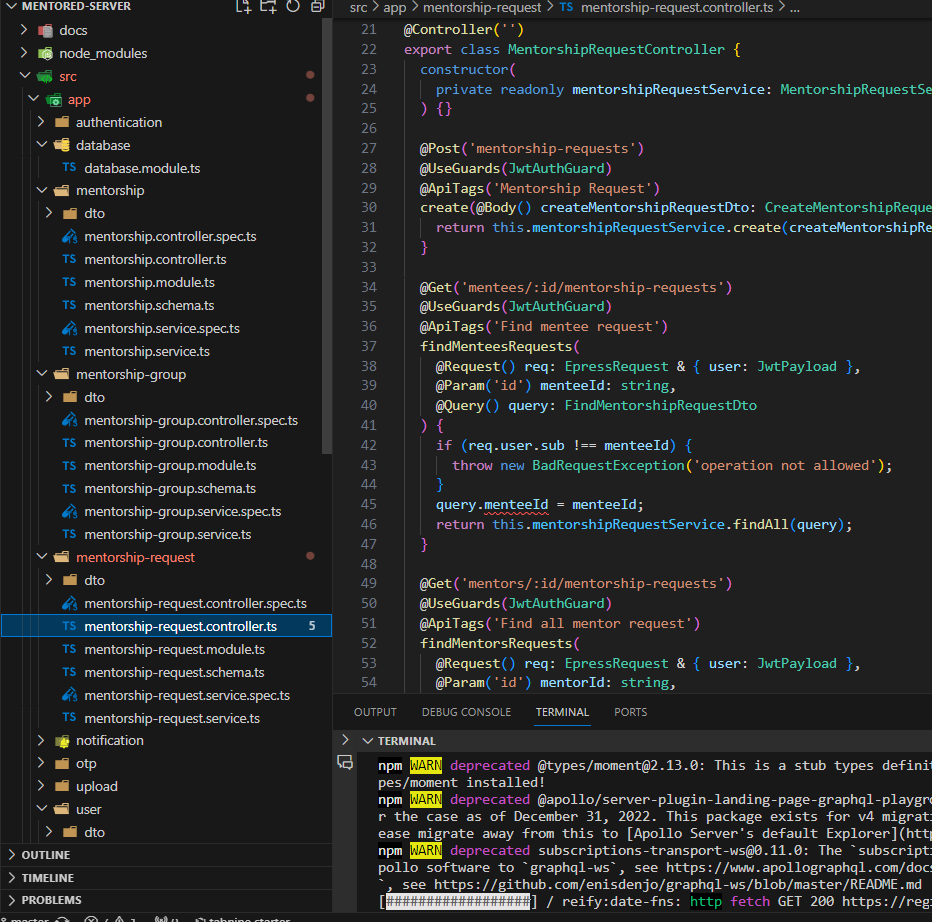 MENTORED-SERVER
docs
node_modules
src
app
authentication
database
TS database.module.ts
mentorship
dto
mentorship.controller.spec.ts
TS mentorship.controller.ts
TS mentorship.module.ts
TS mentorship.schema.ts
mentorship.service.spec.ts
TS mentorship.service.ts
mentorship-group
dto
mentorship-group.controller.spec.ts
TS mentorship-group.controller.ts
TS mentorship-group.module.ts
TS mentorship-group.schema.ts
mentorship-group.service.spec.ts
TS mentorship-group.service.ts
mentorship-request
dto
mentorship-request.controller.spec.ts
TS mentorship-request.controller.ts 5
TS mentorship-request.module.ts
TS mentorship-request.schema.ts
mentorship-request.service.spec.ts
TS mentorship-request.service.ts
notification
otp
upload
user
dto
OUTLINE
TIMELINE
PROBLEMS
src > app > mentorship-request > TS mentorship-request.controller.ts > ...
21 @Controller('')
22 export class MentorshipRequestController {
23 constructor(
24 private readonly mentorshipRequestService: MentorshipRequestSe
25 ) {}
26
27 @Post('mentorship-requests')
28 @UseGuards(JwtAuthGuard)
29 @ApiTags('Mentorship Request')
30 create(@Body() createMentorshipRequestDto: CreateMentorshipReque
31 return this.mentorshipRequestService.create(createMentorshipRe
32 }
33
34 @Get('mentees/:id/mentorship-requests')
35 @UseGuards(JwtAuthGuard)
36 @ApiTags('Find mentee request')
37 findMenteesRequests(
38 @Request() req: EpressRequest & { user: JwtPayload },
39 @Param('id') menteeId: string,
40 @Query() query: FindMentorshipRequestDto
41 ) {
42 if (req.user.sub !== menteeId) {
43 throw new BadRequestException('operation not allowed');
44 }
45 query.menteeId = menteeId;
46 return this.mentorshipRequestService.findAll(query);
47 }
48
49 @Get('mentors/:id/mentorship-requests')
50 @UseGuards(JwtAuthGuard)
51 @ApiTags('Find all mentor request')
52 findMentorsRequests(
53 @Request() req: EpressRequest & { user: JwtPayload },
54 @Param('id') mentorId: string,
OUTPUT DEBUG CONSOLE TERMINAL PORTS
TERMINAL
npm WARN deprecated @types/moment@2.13.0: This is a stub types definit
pes/moment installed!
npm WARN deprecated @apollo/server-plugin-landing-page-graphql-playgro
r the case as of December 31, 2022. This package exists for v4 migrati
ease migrate away from this to [Apollo Server's default Explorer](http
npm WARN deprecated subscriptions-transport-ws@0.11.0: The `subscripti
pollo software to `graphql-ws`, see https://www.apollographql.com/docs
`, see https://github.com/enisdenjo/graphql-ws/blob/master/README.md
[##################] / reify:date-fns: http fetch GET 200 https://regi